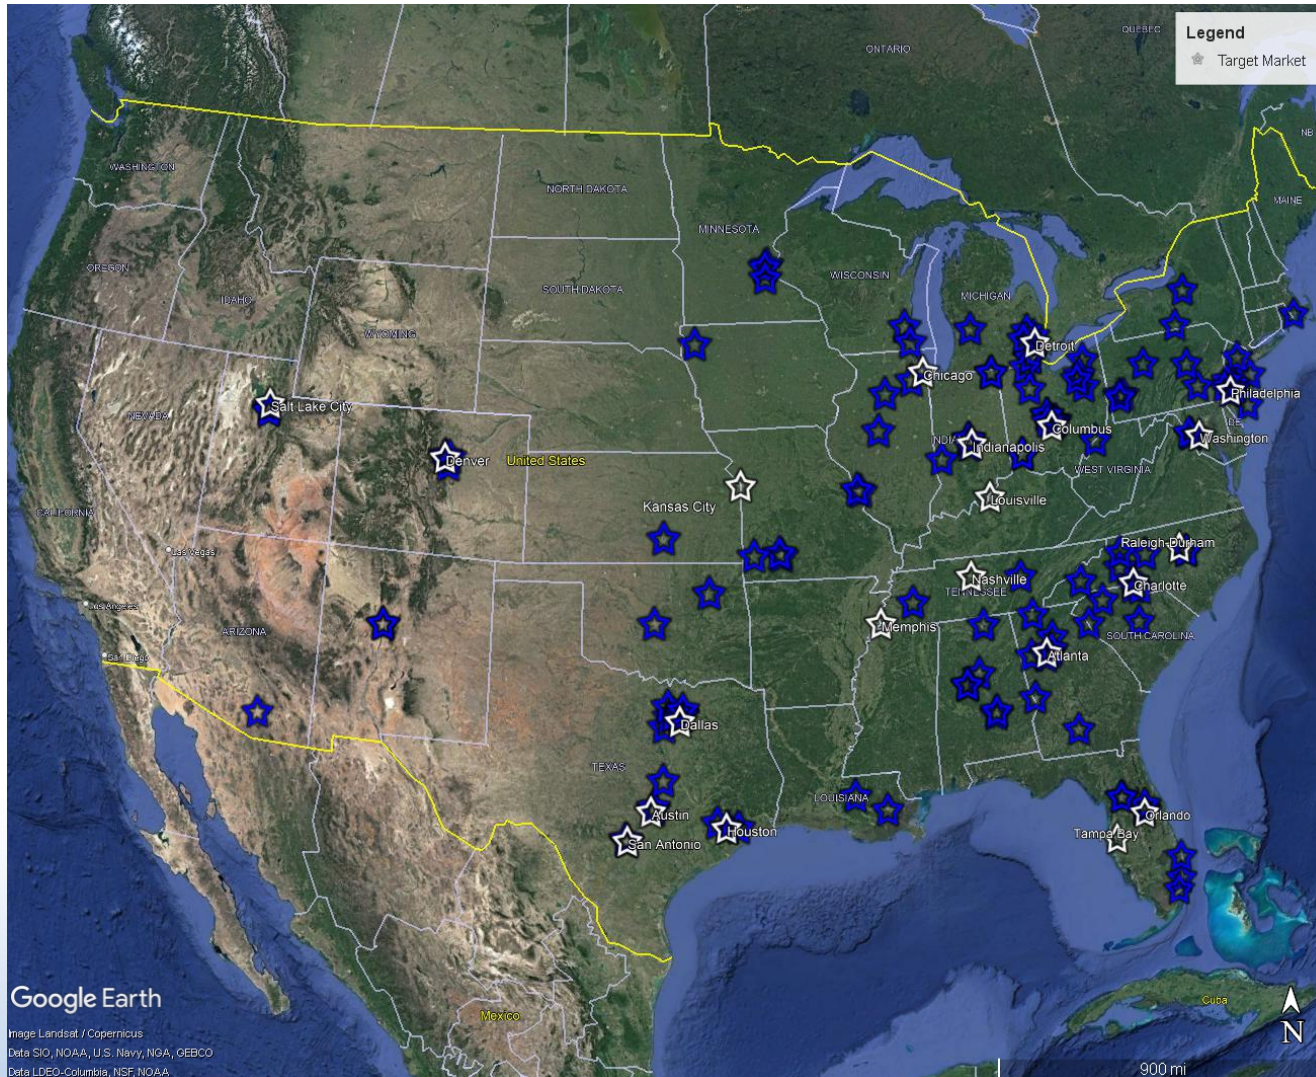 QUEBEC
Legend
Target Market
ONTARIO
NB
WASHINGTON
NORTH DAKOTA
MAINE
MINNESOTA
OREGON
WISCONSIN
SOUTH DAKOTA
IDAHO
MICHIGAN
WYOMING
Detroit
Chicago
Salt Lake City
Philadelphia
NEVADA
DE
Columbus
Washington
Indianapolis
Denver
United States
WEST VIRGINIA
Louisville
Kansas City
CALIFORNIA
Raleigh-Durham
Las Vegas
Nashville
TENNESSEE
Charlotte
Los Angeles
Memphis
ARIZONA
SOUTH CAROLINA
Atlanta
San Diego
Dallas
TEXAS
LOUISIANA
Austin
Orlando
Houston
Tampa Bay
San Antonio
Google Earth
Cuba
Mexico
N
Image Landsat / Copernicus
Data SIO, NOAA, U.S. Navy, NGA, GEBCO
Data LDEO-Columbia, NSF, NOAA
900 mi